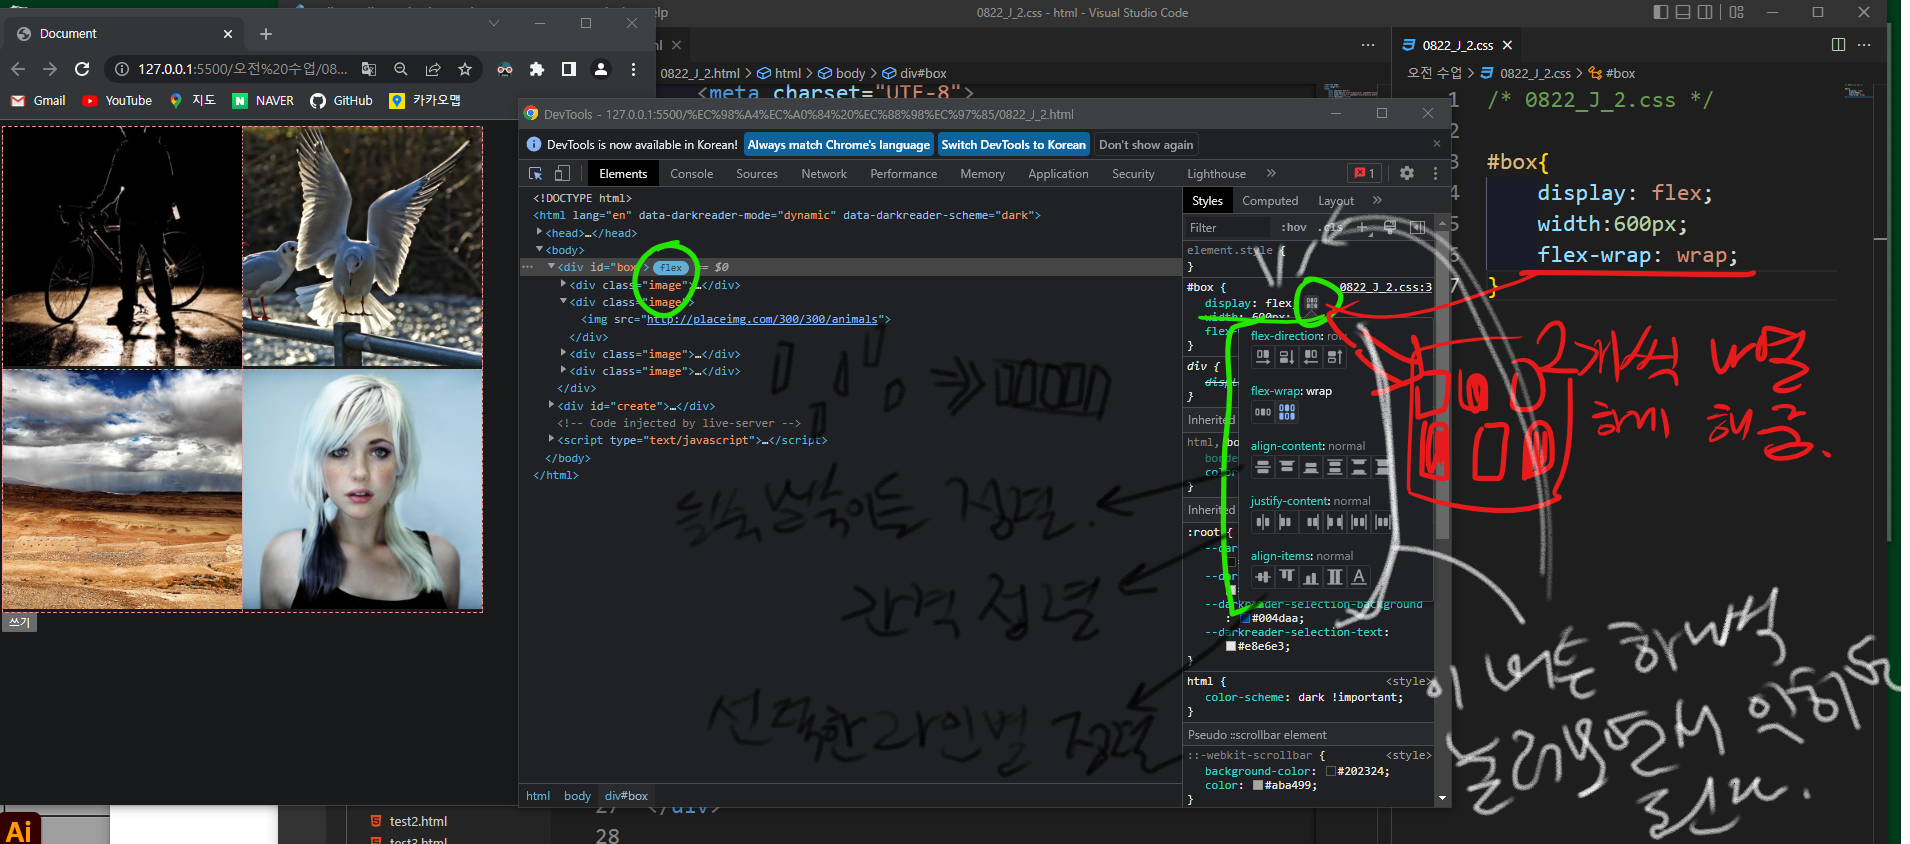 0822_J_2.css - html - Visual Studio Code
Document
127.0.0.1:5500/오전%20수업/08...
Gmail
YouTube
지도
NAVER
GitHub
카카오맵
쓰기
0822_J_2.html > html > body > div#box
<meta charset="UTF-8">
DevTools - 127.0.0.1:5500/%EC%98%A4%EC%A0%84%20%EC%88%98%EC%97%85/0822_J_2.html
DevTools is now available in Korean!
Always match Chrome's language
Switch DevTools to Korean
Don't show again
Elements
Console
Sources
Network
Performance
Memory
Application
Security
Lighthouse
1
<!DOCTYPE html>
<html lang="en" data-darkreader-mode="dynamic" data-darkreader-scheme="dark">
<head>…</head>
<body>
<div id="box"> flex == $0
<div class="image">…</div>
<div class="image">
<img src="http://placeimg.com/300/300/animals">
</div>
<div class="image">…</div>
<div class="image">…</div>
</div>
<div id="create">…</div>
<!-- Code injected by live-server -->
<script type="text/javascript">…</script>
</body>
</html>
html
body
div#box
Styles
Computed
Layout
Filter
:hov
.cls
element.style {
}
#box {
0822_J_2.css:3
display: flex
width: 600px;
flex-
}
div {
}
Inherited
html,
color
}
Inherited
:root {
flex-direction: row
flex-wrap: wrap
align-content: normal
justify-content: normal
align-items: normal
--darkreader-selection-background
: #004daa;
--darkreader-selection-text:
#e8e6e3;
}
html {
<style>
color-scheme: dark !important;
}
Pseudo ::scrollbar element
::-webkit-scrollbar {
<style>
background-color: #202324;
color: #aba499;
}
0822_J_2.css
오전 수업 > 0822_J_2.css > #box
1 /* 0822_J_2.css */
2
3 #box{
4 display: flex;
5 width:600px;
6 flex-wrap: wrap;
7 }
2개씩 나열
하게 해줌.
정렬.
간격 정렬
선택한 라인별 정렬
이 버튼 하나씩
눌러보면서 익히면
된다.
27 </div>
28
test2.html
test3.html
Ai